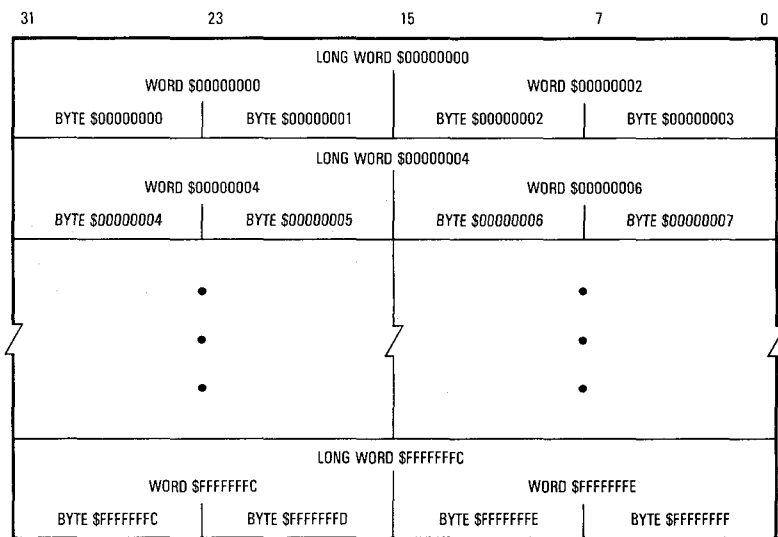 31 23 15 7 0
LONG WORD $00000000
WORD $00000000 WORD $00000002
BYTE $00000000 BYTE $00000001 BYTE $00000002 BYTE $00000003
LONG WORD $00000004
WORD $00000004 WORD $00000006
BYTE $00000004 BYTE $00000005 BYTE $00000006 BYTE $00000007
LONG WORD $FFFFFFFC
WORD $FFFFFFFC WORD $FFFFFFFE
BYTE $FFFFFFFC BYTE $FFFFFFFD BYTE $FFFFFFFE BYTE $FFFFFFFF